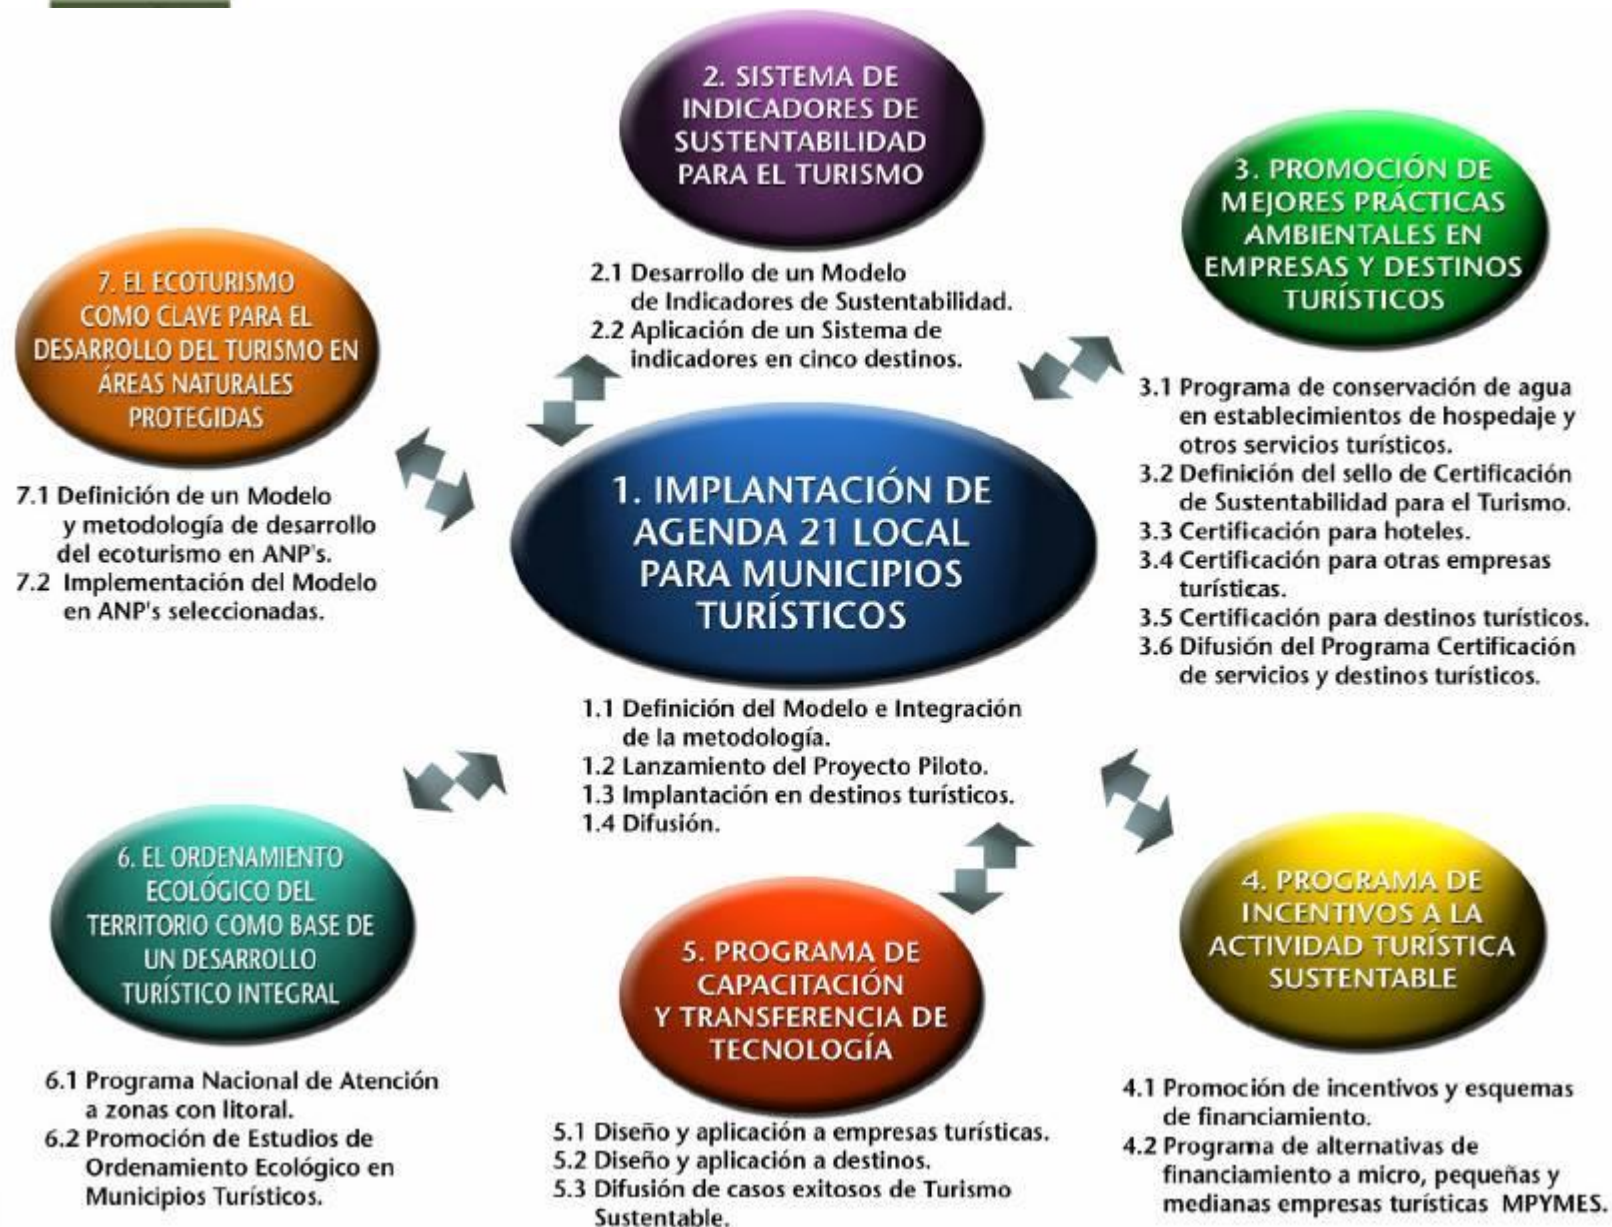 2. SISTEMA DE
INDICADORES DE
SUSTENTABILIDAD
PARA EL TURISMO
2.1 Desarrollo de un Modelo
de Indicadores de Sustentabilidad.
2.2 Aplicación de un Sistema de
indicadores en cinco destinos.
3. PROMOCIÓN DE
MEJORES PRÁCTICAS
AMBIENTALES EN
EMPRESAS Y DESTINOS
TURÍSTICOS
3.1 Programa de conservación de agua
en establecimientos de hospedaje y
otros servicios turísticos.
3.2 Definición del sello de Certificación
de Sustentabilidad para el Turismo.
3.3 Certificación para hoteles.
3.4 Certificación para otras empresas
turísticas.
3.5 Certificación para destinos turísticos.
3.6 Difusión del Programa Certificación
de servicios y destinos turísticos.
7. EL ECOTURISMO
COMO CLAVE PARA EL
DESARROLLO DEL TURISMO EN
ÁREAS NATURALES
PROTEGIDAS
7.1 Definición de un Modelo
y metodología de desarrollo
del ecoturismo en ANP's.
7.2 Implementación del Modelo
en ANP's seleccionadas.
1. IMPLANTACIÓN DE
AGENDA 21 LOCAL
PARA MUNICIPIOS
TURÍSTICOS
1.1 Definición del Modelo e Integración
de la metodología.
1.2 Lanzamiento del Proyecto Piloto.
1.3 Implantación en destinos turísticos.
1.4 Difusión.
6. EL ORDENAMIENTO
ECOLÓGICO DEL
TERRITORIO COMO BASE DE
UN DESARROLLO
TURÍSTICO INTEGRAL
6.1 Programa Nacional de Atención
a zonas con litoral.
6.2 Promoción de Estudios de
Ordenamiento Ecológico en
Municipios Turísticos.
5. PROGRAMA DE
CAPACITACIÓN
Y TRANSFERENCIA DE
TECNOLOGÍA
5.1 Diseño y aplicación a empresas turísticas.
5.2 Diseño y aplicación a destinos.
5.3 Difusión de casos exitosos de Turismo
Sustentable.
4. PROGRAMA DE
INCENTIVOS A LA
ACTIVIDAD TURÍSTICA
SUSTENTABLE
4.1 Promoción de incentivos y esquemas
de financiamiento.
4.2 Programa de alternativas de
financiamiento a micro, pequeñas y
medianas empresas turísticas MPYMES.